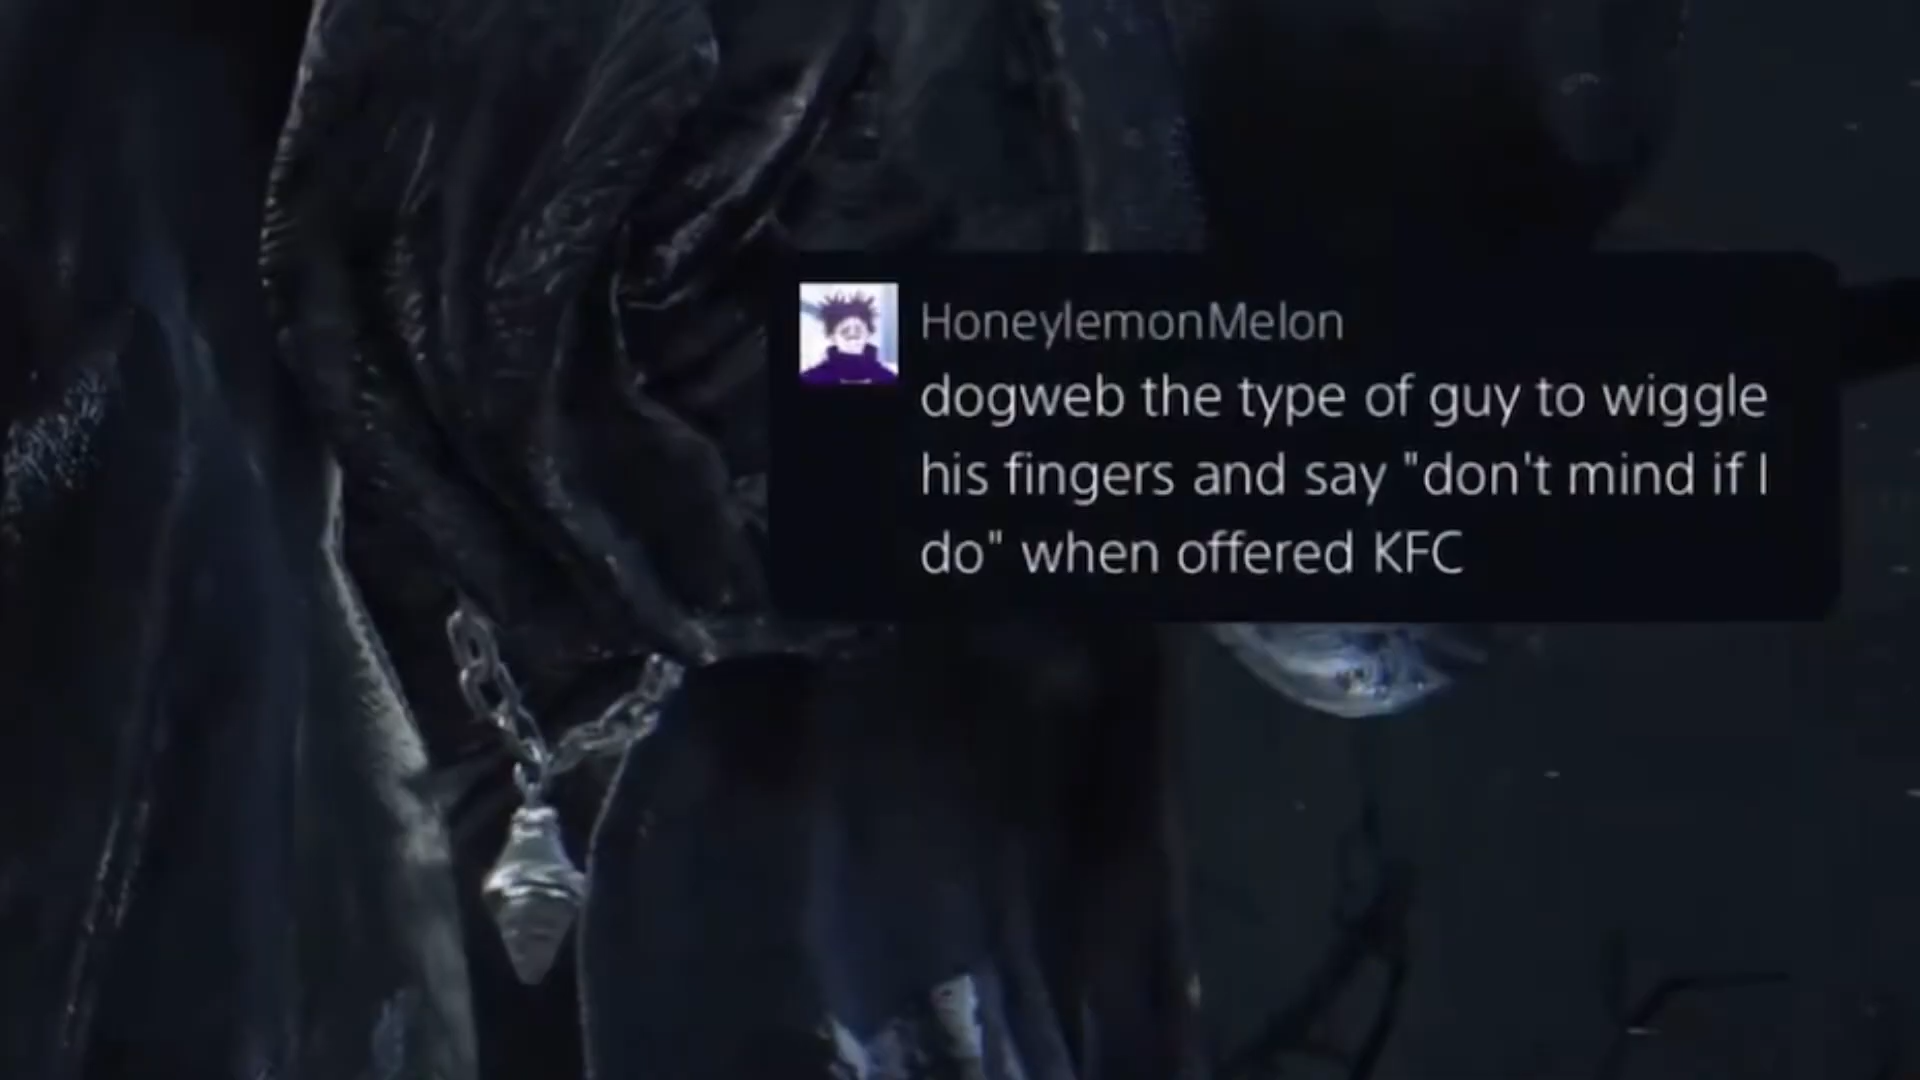 HoneylemonMelon
dogweb the type of guy to wiggle
his fingers and say "don't mind if I
do" when offered KFC